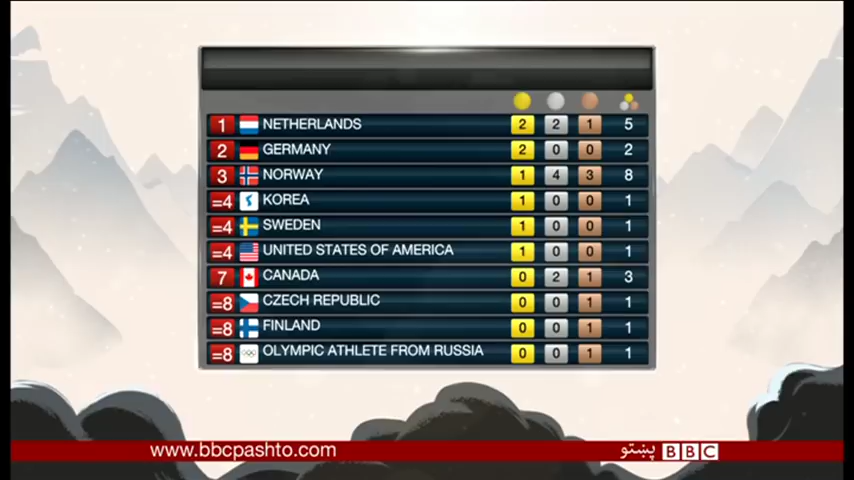 1 NETHERLANDS 2 2 1 5
2 GERMANY 2 0 0 2
3 NORWAY 1 4 3 8
=4 KOREA 1 0 0 1
=4 SWEDEN 1 0 0 1
=4 UNITED STATES OF AMERICA 1 0 0 1
7 CANADA 0 2 1 3
=8 CZECH REPUBLIC 0 0 1 1
=8 FINLAND 0 0 1 1
=8 OLYMPIC ATHLETE FROM RUSSIA 0 0 1 1
www.bbcpashto.com پښتو BBC